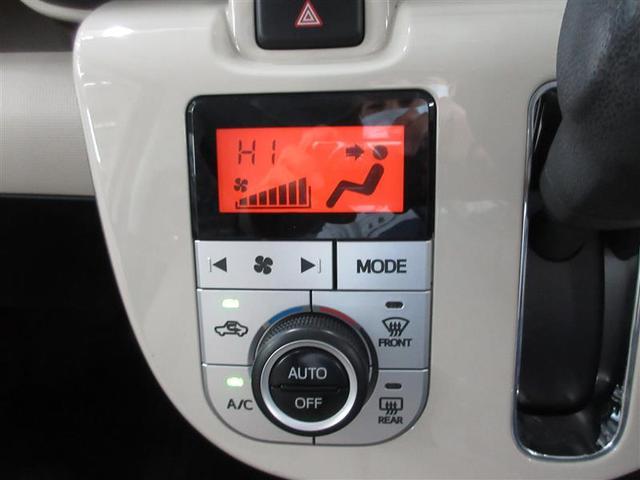 HI
MODE
FRONT
AUTO
OFF
A/C
REAR